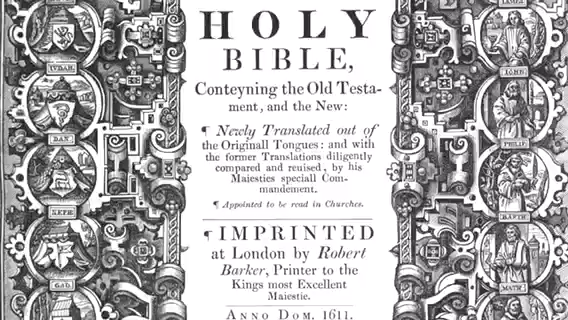 HOLY
BIBLE,
Conteyning the Old Testa-
ment, and the New:
¶ Newly Translated out of
the Originall Tongues: and with
the former Translations diligently
compared and reuised, by his
Maiesties speciall Com-
mandement.
¶ Appointed to be read in Churches.
¶ IMPRINTED
at London by Robert
Barker, Printer to the
Kings most Excellent
Maiestie.
ANNO DOM. 1611.
DAN.
GAD.
IOHN.
PHILIP
BARTH
MATH